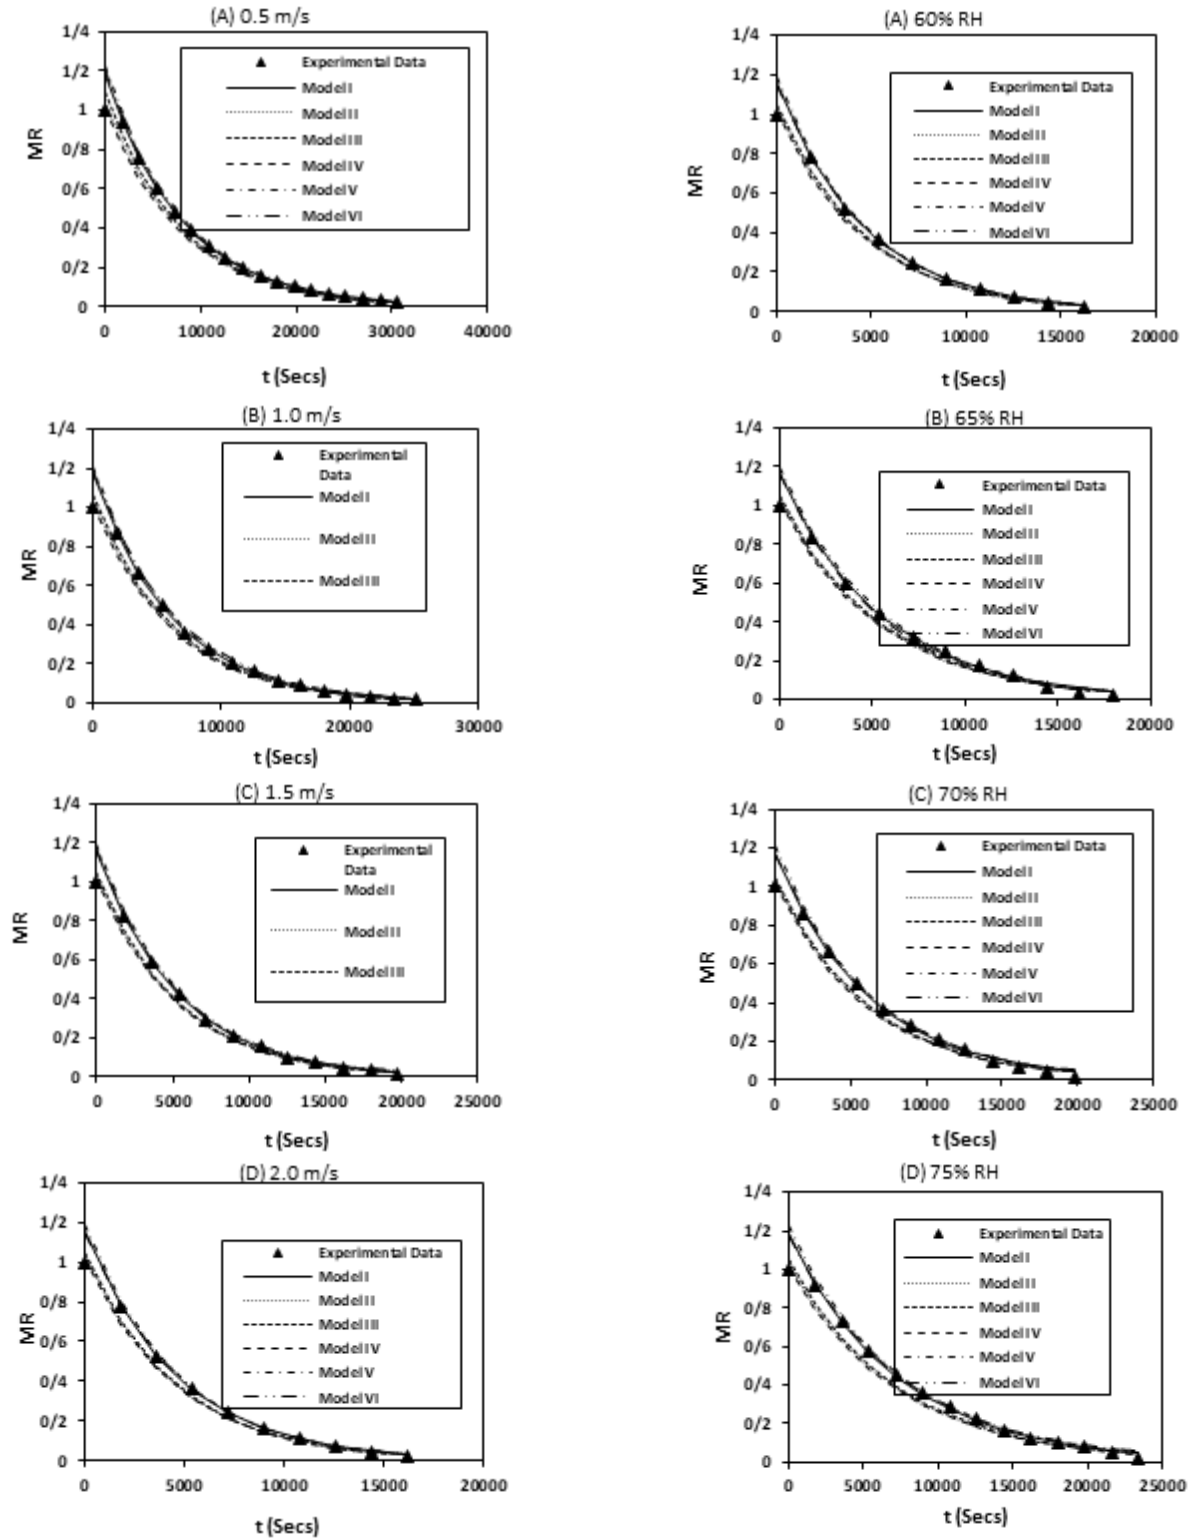 (A) 0.5 m/s
1/4
1/2
1
0/8
0/6
0/4
0/2
0
MR
Experimental Data
Model I
Model II
Model III
Model IV
Model V
Model VI
0 10000 20000 30000 40000
t (Secs)
(A) 60% RH
1/4
1/2
1
0/8
0/6
0/4
0/2
0
MR
Experimental Data
Model I
Model II
Model III
Model IV
Model V
Model VI
0 5000 10000 15000 20000
t (Secs)
(B) 1.0 m/s
1/4
1/2
1
0/8
0/6
0/4
0/2
0
MR
Experimental
Data
Model I
Model II
Model III
0 10000 20000 30000
t (Secs)
(B) 65% RH
1/4
1/2
1
0/8
0/6
0/4
0/2
0
MR
Experimental Data
Model I
Model II
Model III
Model IV
Model V
Model VI
0 5000 10000 15000 20000
t (Secs)
(C) 1.5 m/s
1/4
1/2
1
0/8
0/6
0/4
0/2
0
MR
Experimental
Data
Model I
Model II
Model III
0 5000 10000 15000 20000 25000
t (Secs)
(C) 70% RH
1/4
1/2
1
0/8
0/6
0/4
0/2
0
MR
Experimental Data
Model I
Model II
Model III
Model IV
Model V
Model VI
0 5000 10000 15000 20000 25000
t (Secs)
(D) 2.0 m/s
1/4
1/2
1
0/8
0/6
0/4
0/2
0
MR
Experimental Data
Model I
Model II
Model III
Model IV
Model V
Model VI
0 5000 10000 15000 20000
t (Secs)
(D) 75% RH
1/4
1/2
1
0/8
0/6
0/4
0/2
0
MR
Experimental Data
Model I
Model II
Model III
Model IV
Model V
Model VI
0 5000 10000 15000 20000 25000
t (Secs)